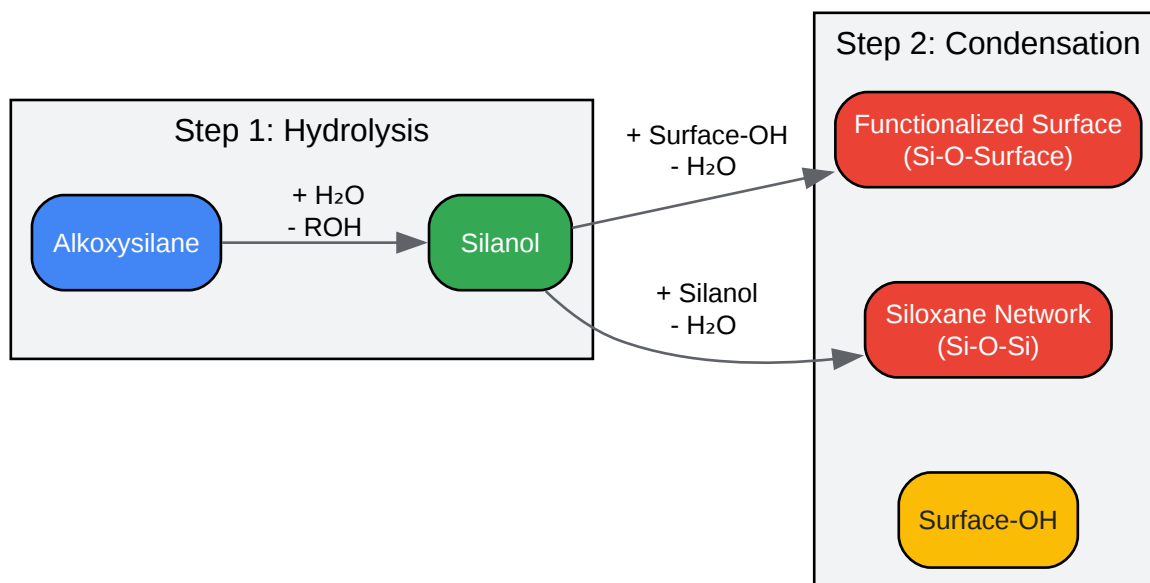 Step 1: Hydrolysis
Alkoxysilane
+ H₂O
- ROH
Silanol
+ Surface-OH
- H₂O
+ Silanol
- H₂O
Step 2: Condensation
Functionalized Surface
(Si-O-Surface)
Siloxane Network
(Si-O-Si)
Surface-OH